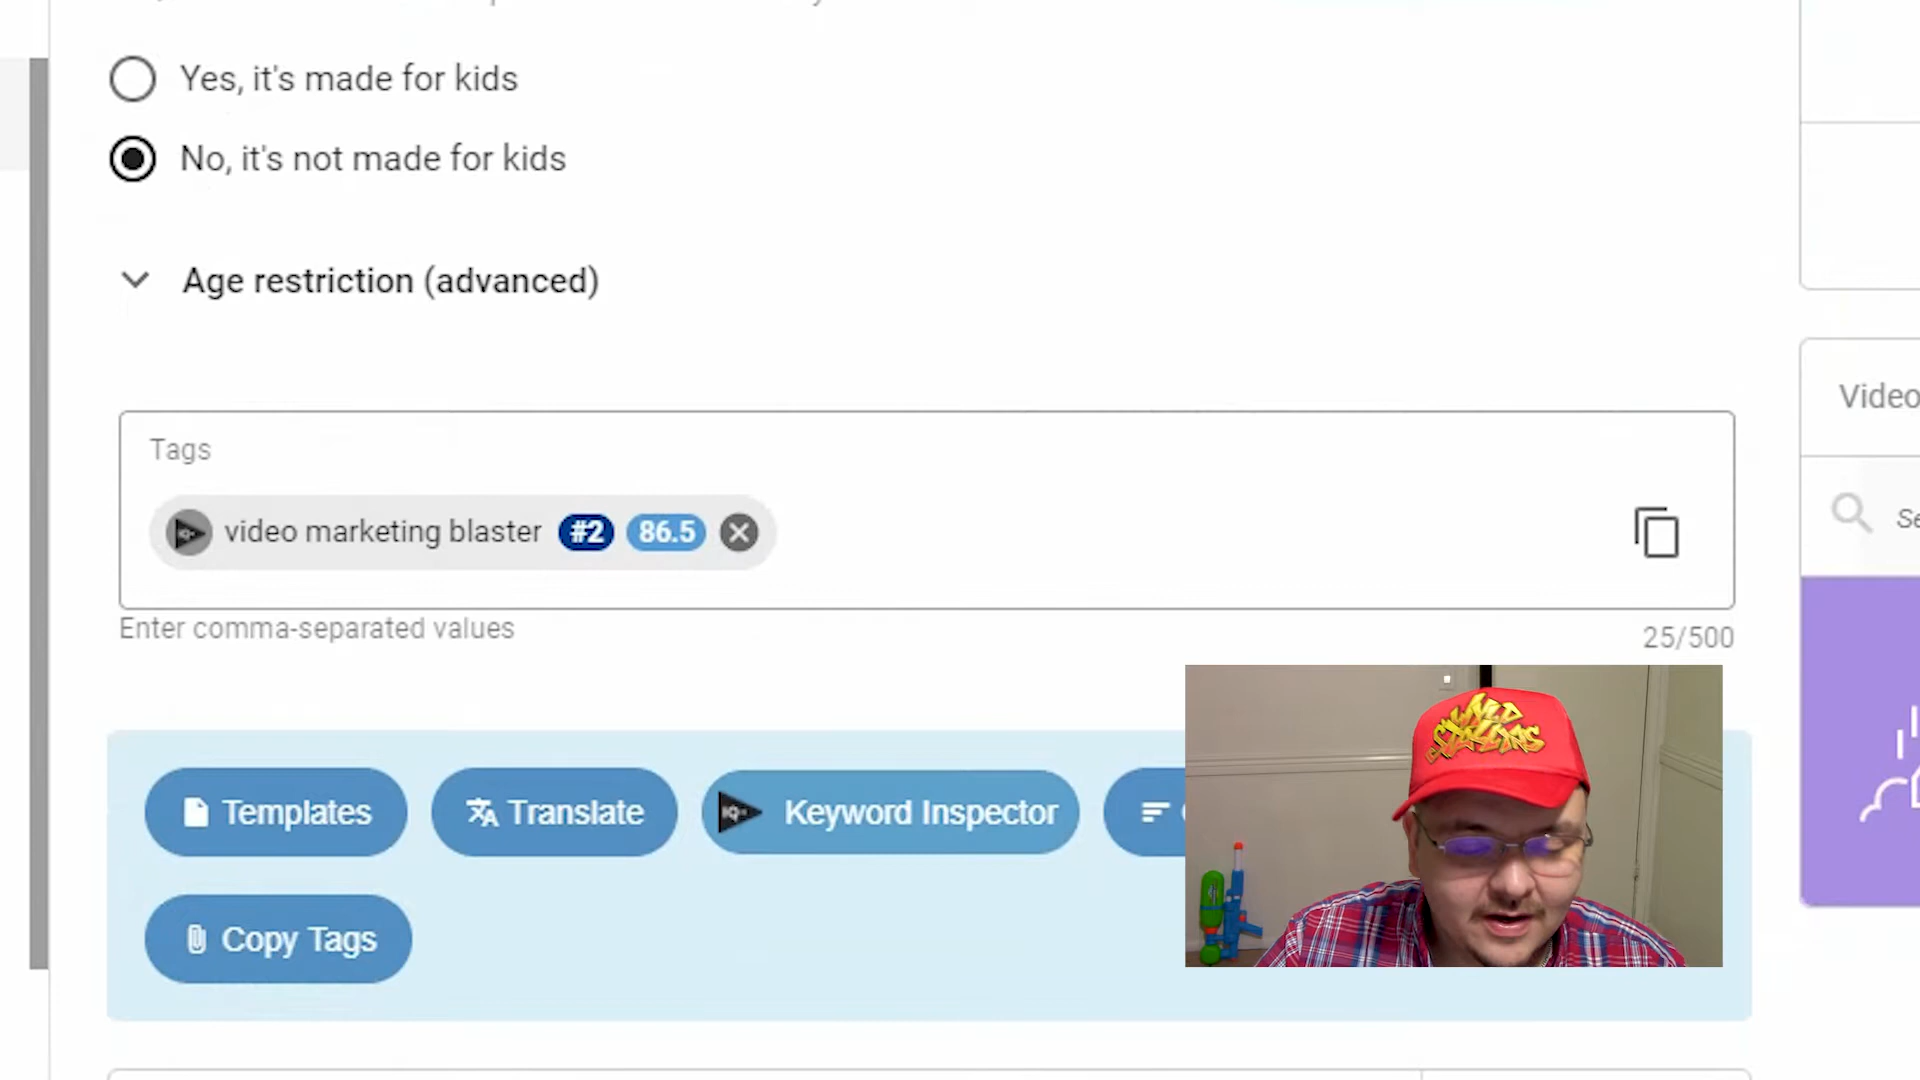 Yes, it's made for kids
No, it's not made for kids
Age restriction (advanced)
Tags
video marketing blaster #2 86.5
Enter comma-separated values
25/500
Video
Se
Templates
Translate
Keyword Inspector
Copy Tags